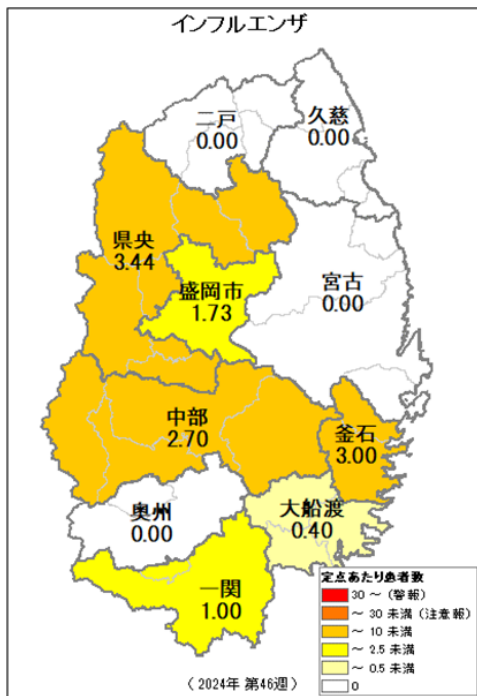 インフルエンザ
二戸
0.00
久慈
0.00
県央
3.44
盛岡市
1.73
宮古
0.00
中部
2.70
釜石
3.00
奥州
0.00
大船渡
0.40
一関
1.00
定点あたり患者数
30 ～ (警報)
～ 30 未満 (注意報)
～ 10 未満
～ 2.5 未満
～ 0.5 未満
0
( 2024年 第46週 )